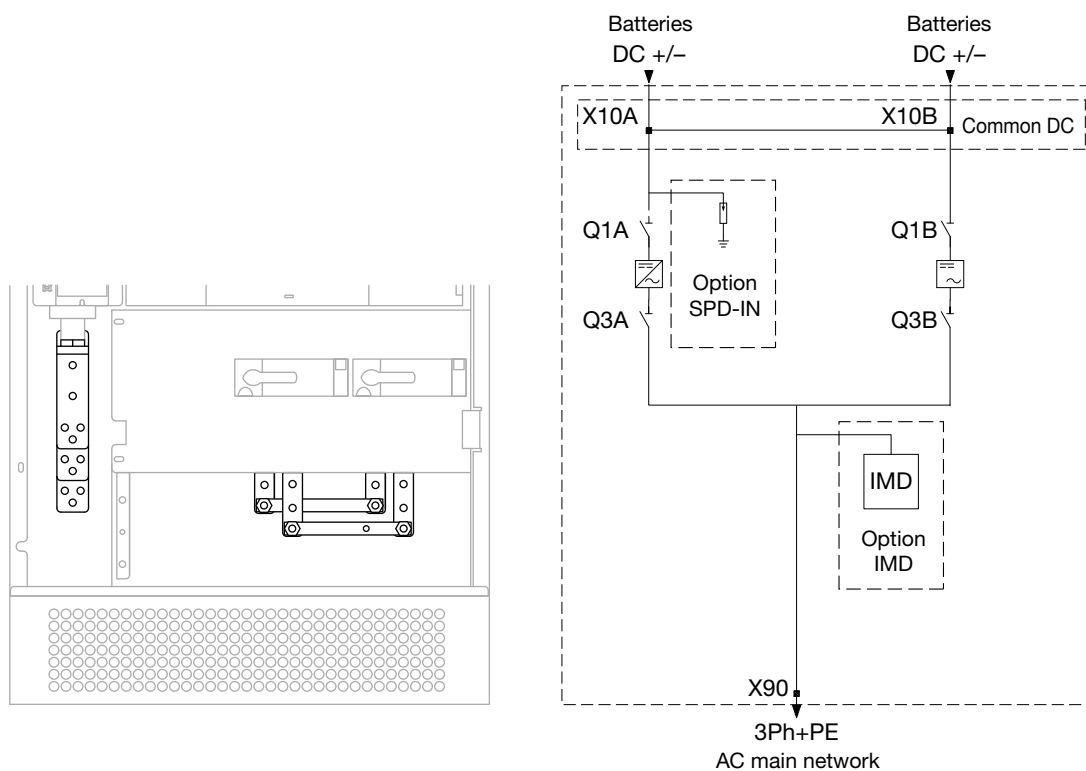 Batteries
DC +/–
Batteries
DC +/–
X10A
X10B
Common DC
Q1A
Q1B
Option
SPD-IN
Q3A
Q3B
IMD
Option
IMD
X90
3Ph+PE
AC main network